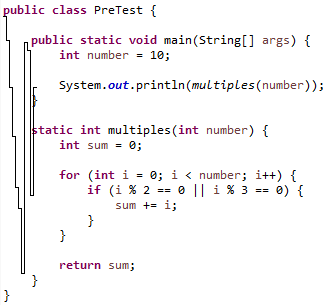 public class PreTest {
public static void main(String[] args) {
int number = 10;
System.out.println(multiples(number));
}
static int multiples(int number) {
int sum = 0;
for (int i = 0; i < number; i++) {
if (i % 2 == 0 || i % 3 == 0) {
sum += i;
}
}
return sum;
}
}